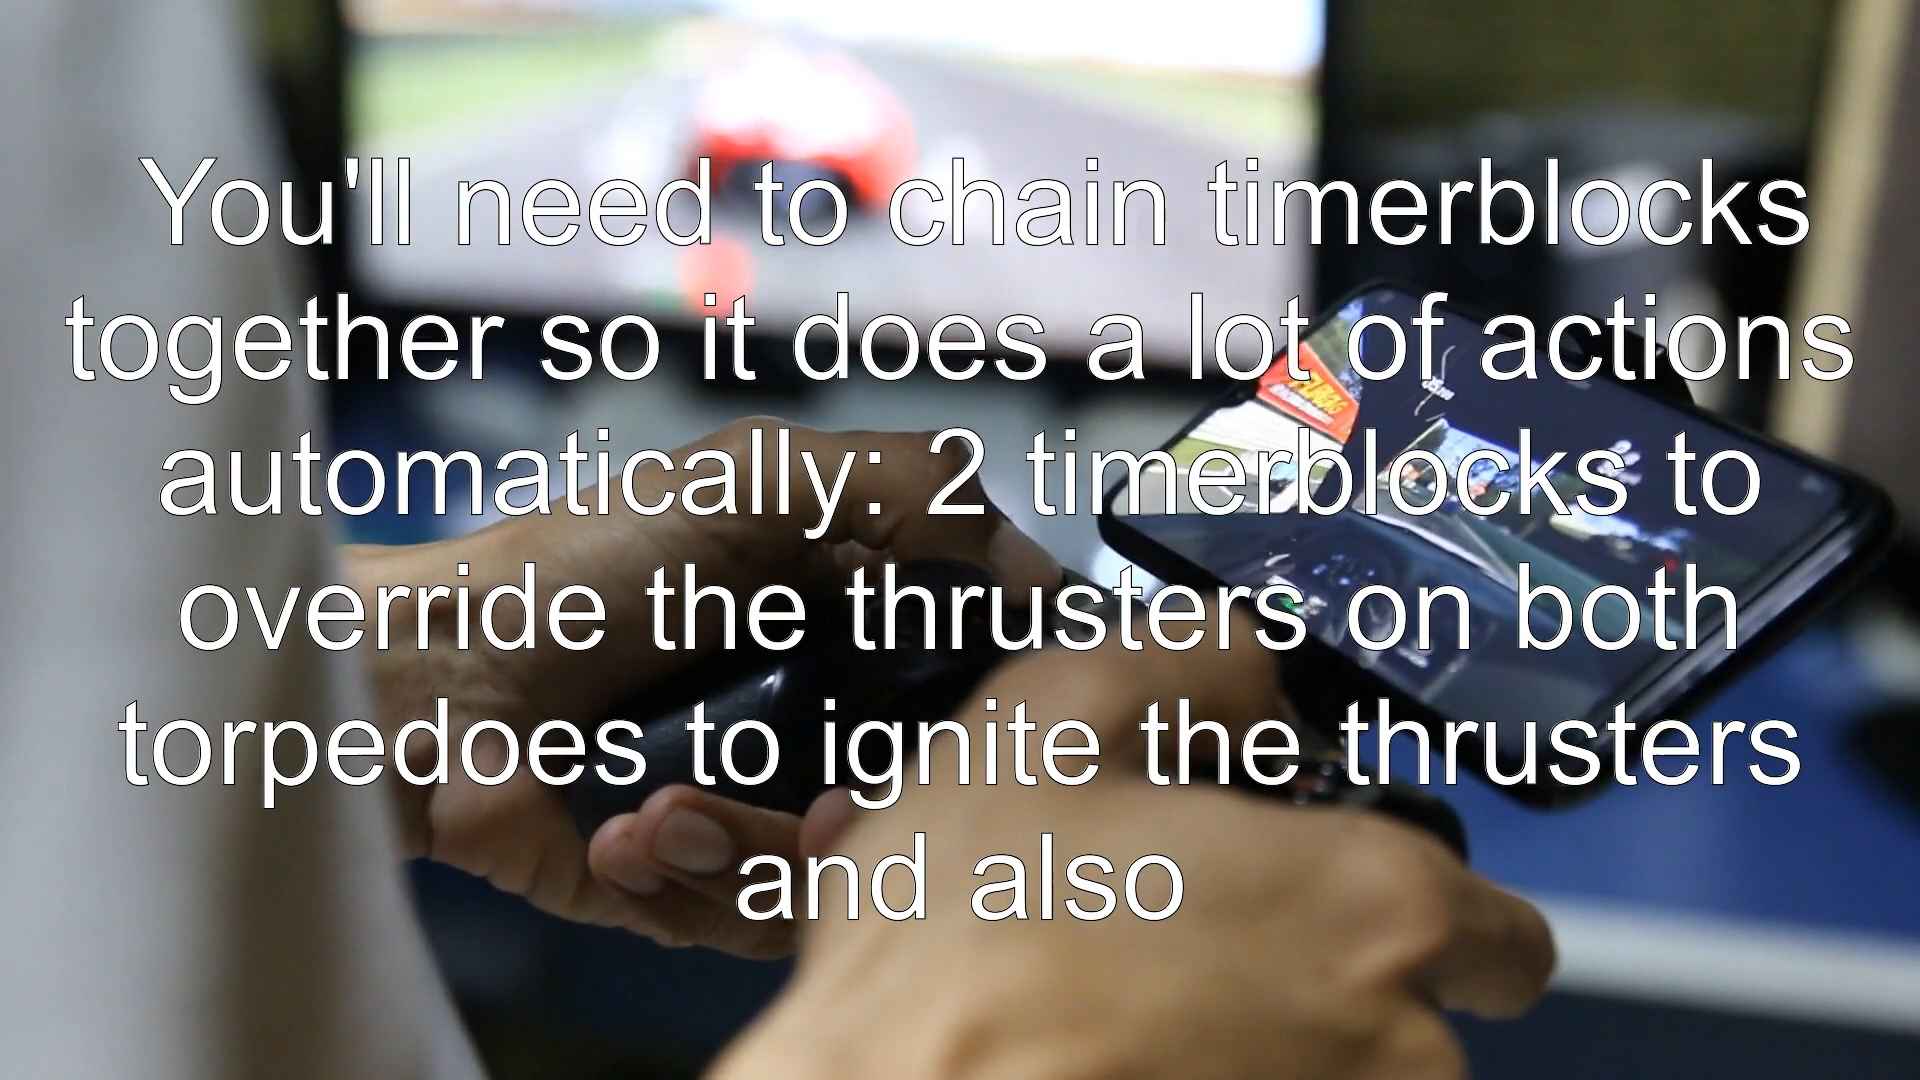 You'll need to chain timerblocks
together so it does a lot of actions
automatically: 2 timerblocks to
override the thrusters on both
torpedoes to ignite the thrusters
and also